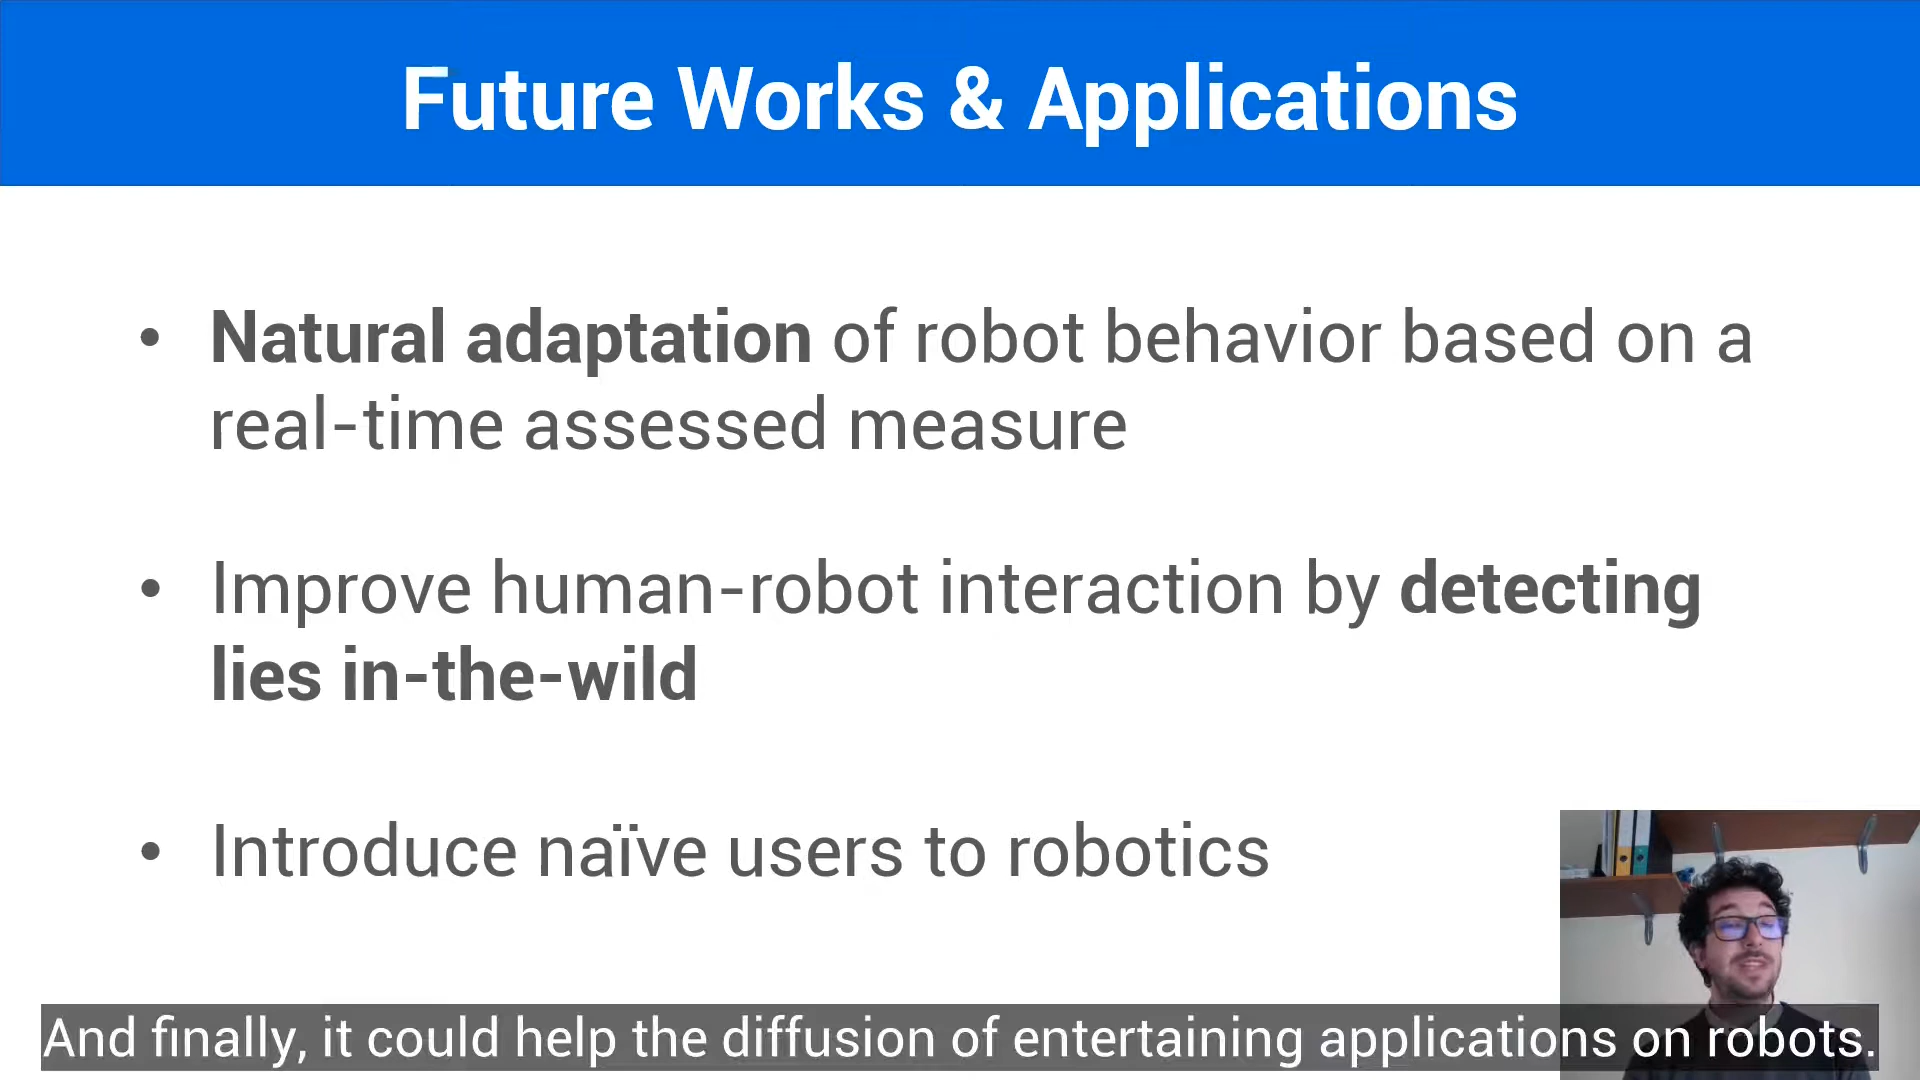 Future Works & Applications
• Natural adaptation of robot behavior based on a
real-time assessed measure
• Improve human-robot interaction by detecting
lies in-the-wild
• Introduce naïve users to robotics
And finally, it could help the diffusion of entertaining applications on robots.